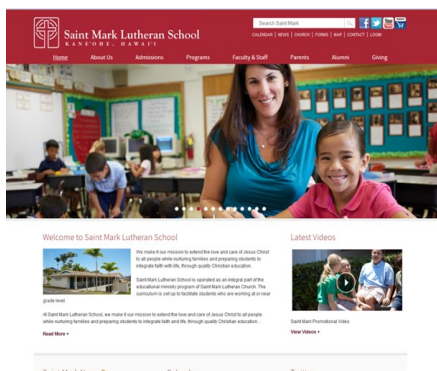 Search Saint Mark
Saint Mark Lutheran School
KANE'OHE, HAWAI'I
CALENDAR | NEWS | CHURCH | FORMS | MAP | CONTACT | LOGIN
Home About Us Admissions Programs Faculty & Staff Parents Alumni Giving
Welcome to Saint Mark Lutheran School
We make it our mission to extend the love and care of Jesus Christ
to all people while nurturing families and preparing students to
integrate faith with life, through quality Christian education.
Saint Mark Lutheran School is operated as an integral part of the
educational ministry program of Saint Mark Lutheran Church. The
curriculum is set up to facilitate students who are working at or near
grade level.
At Saint Mark Lutheran School, we make it our mission to extend the love and care of Jesus Christ to all people
while nurturing families and preparing students to integrate faith and life, through quality Christian education...
Read More +
Latest Videos
Saint Mark Promotional Video
View Videos +